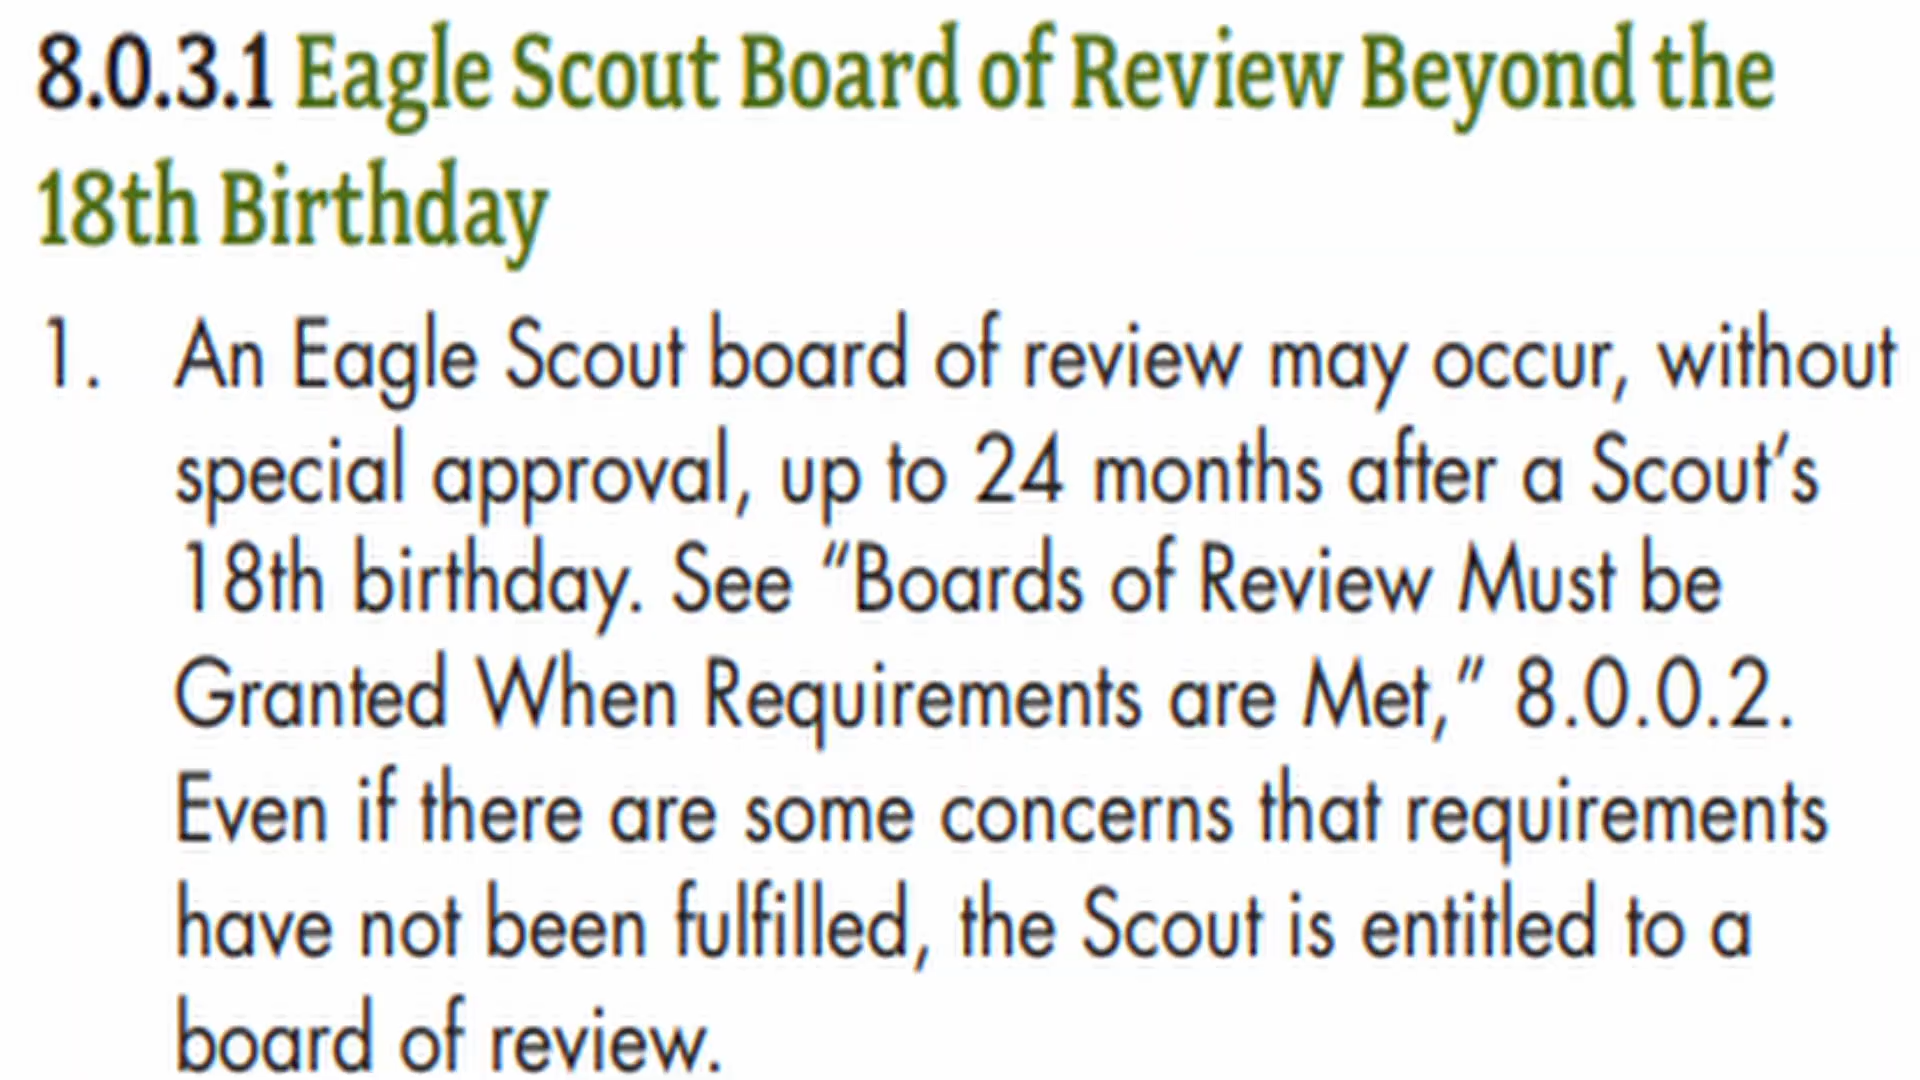 8.0.3.1 Eagle Scout Board of Review Beyond the
18th Birthday
1. An Eagle Scout board of review may occur, without
special approval, up to 24 months after a Scout’s
18th birthday. See “Boards of Review Must be
Granted When Requirements are Met,” 8.0.0.2.
Even if there are some concerns that requirements
have not been fulfilled, the Scout is entitled to a
board of review.